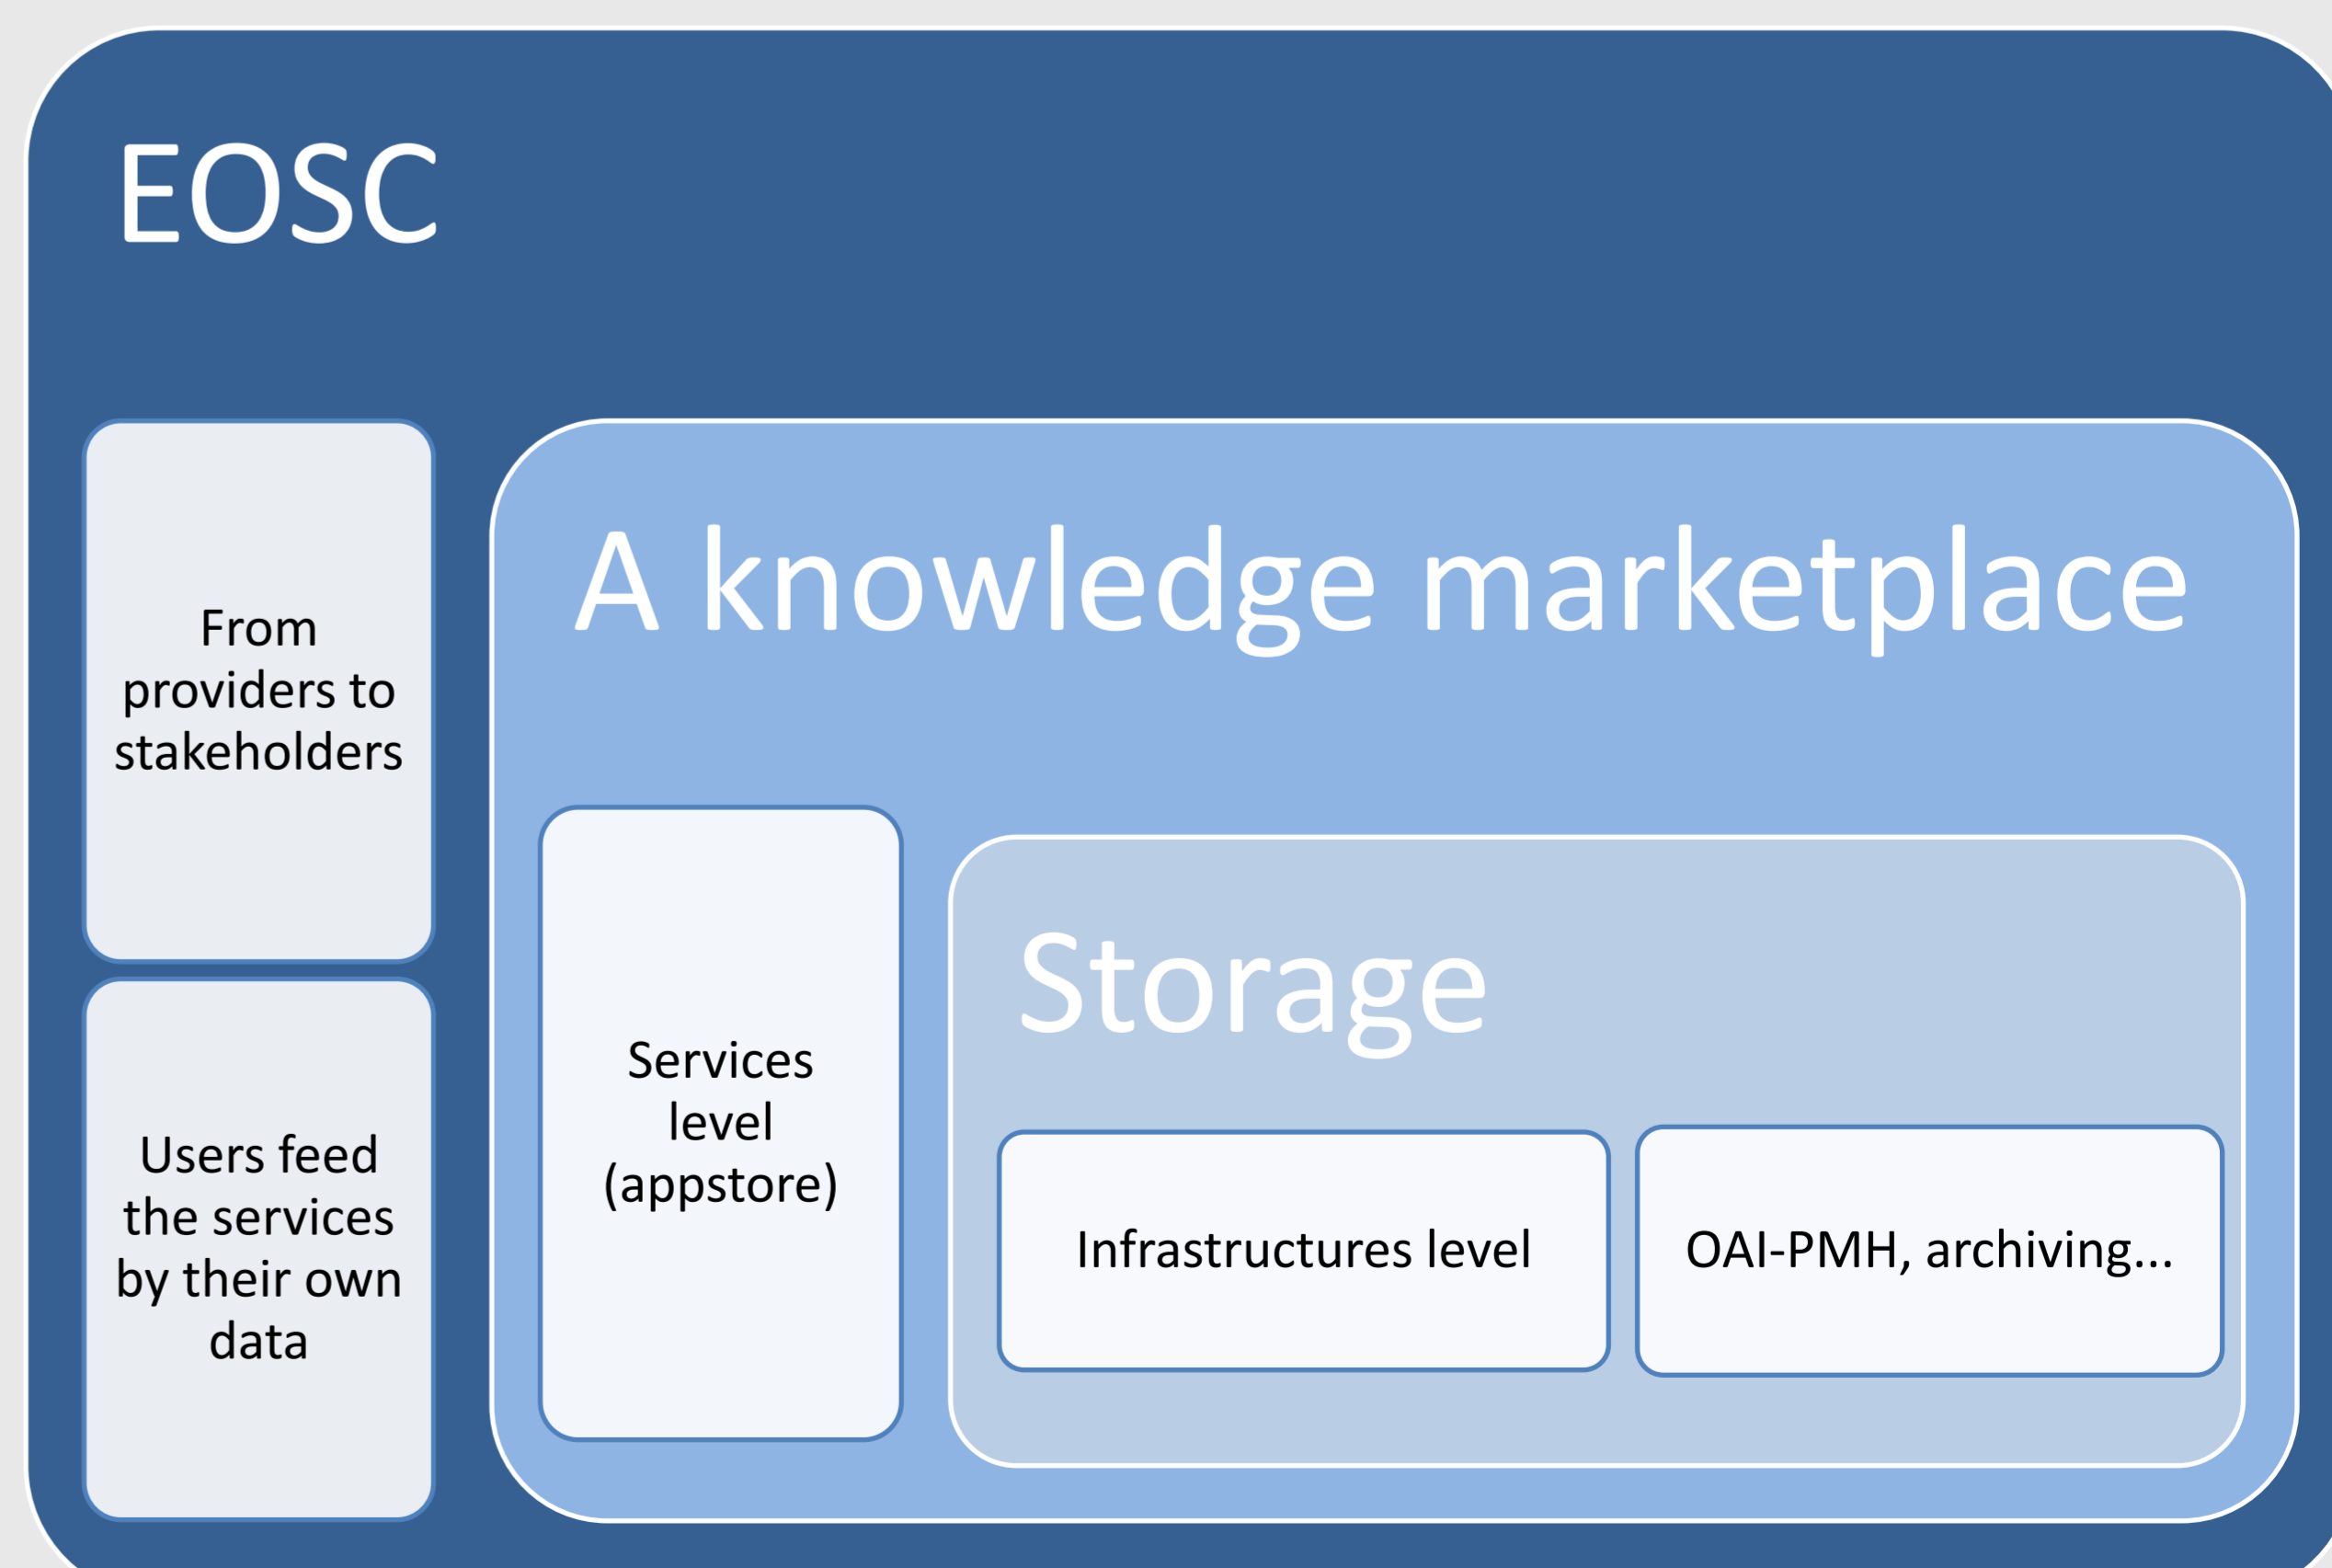 EOSC
From
providers to
stakeholders
Users feed
the services
by their own
data
A knowledge marketplace
Services
level
(appstore)
Storage
Infrastructures level
OAI-PMH, archiving...